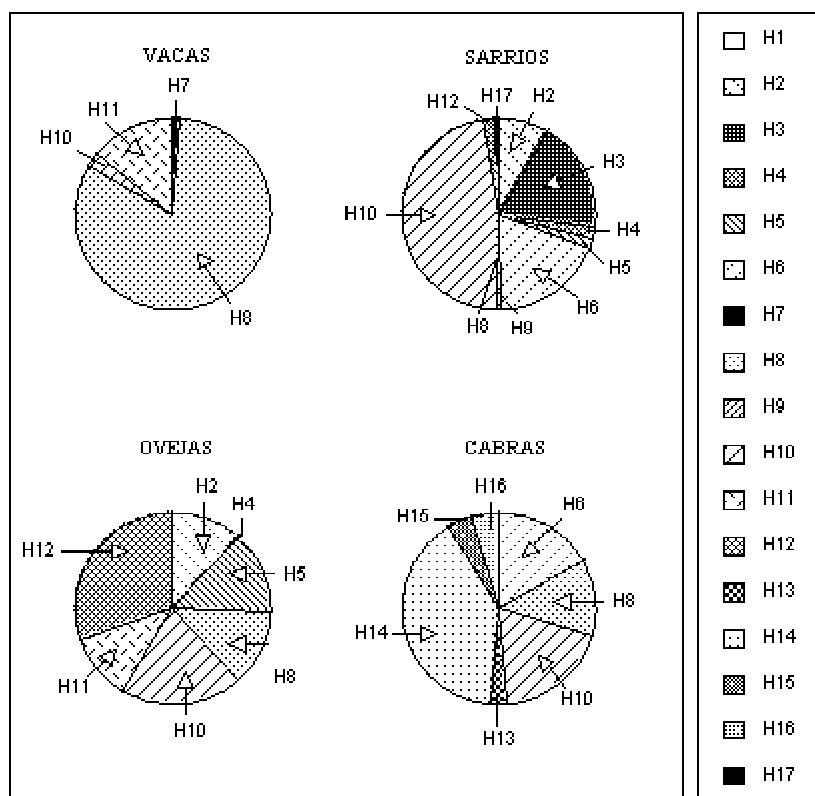 VACAS
H7
H11
H10
H8
SARRIOS
H12
H17
H2
H3
H10
H4
H5
H8
H9
H6
OVEJAS
H2
H4
H12
H5
H11
H8
H10
CABRAS
H16
H15
H6
H8
H14
H10
H13
H1
H2
H3
H4
H5
H6
H7
H8
H9
H10
H11
H12
H13
H14
H15
H16
H17